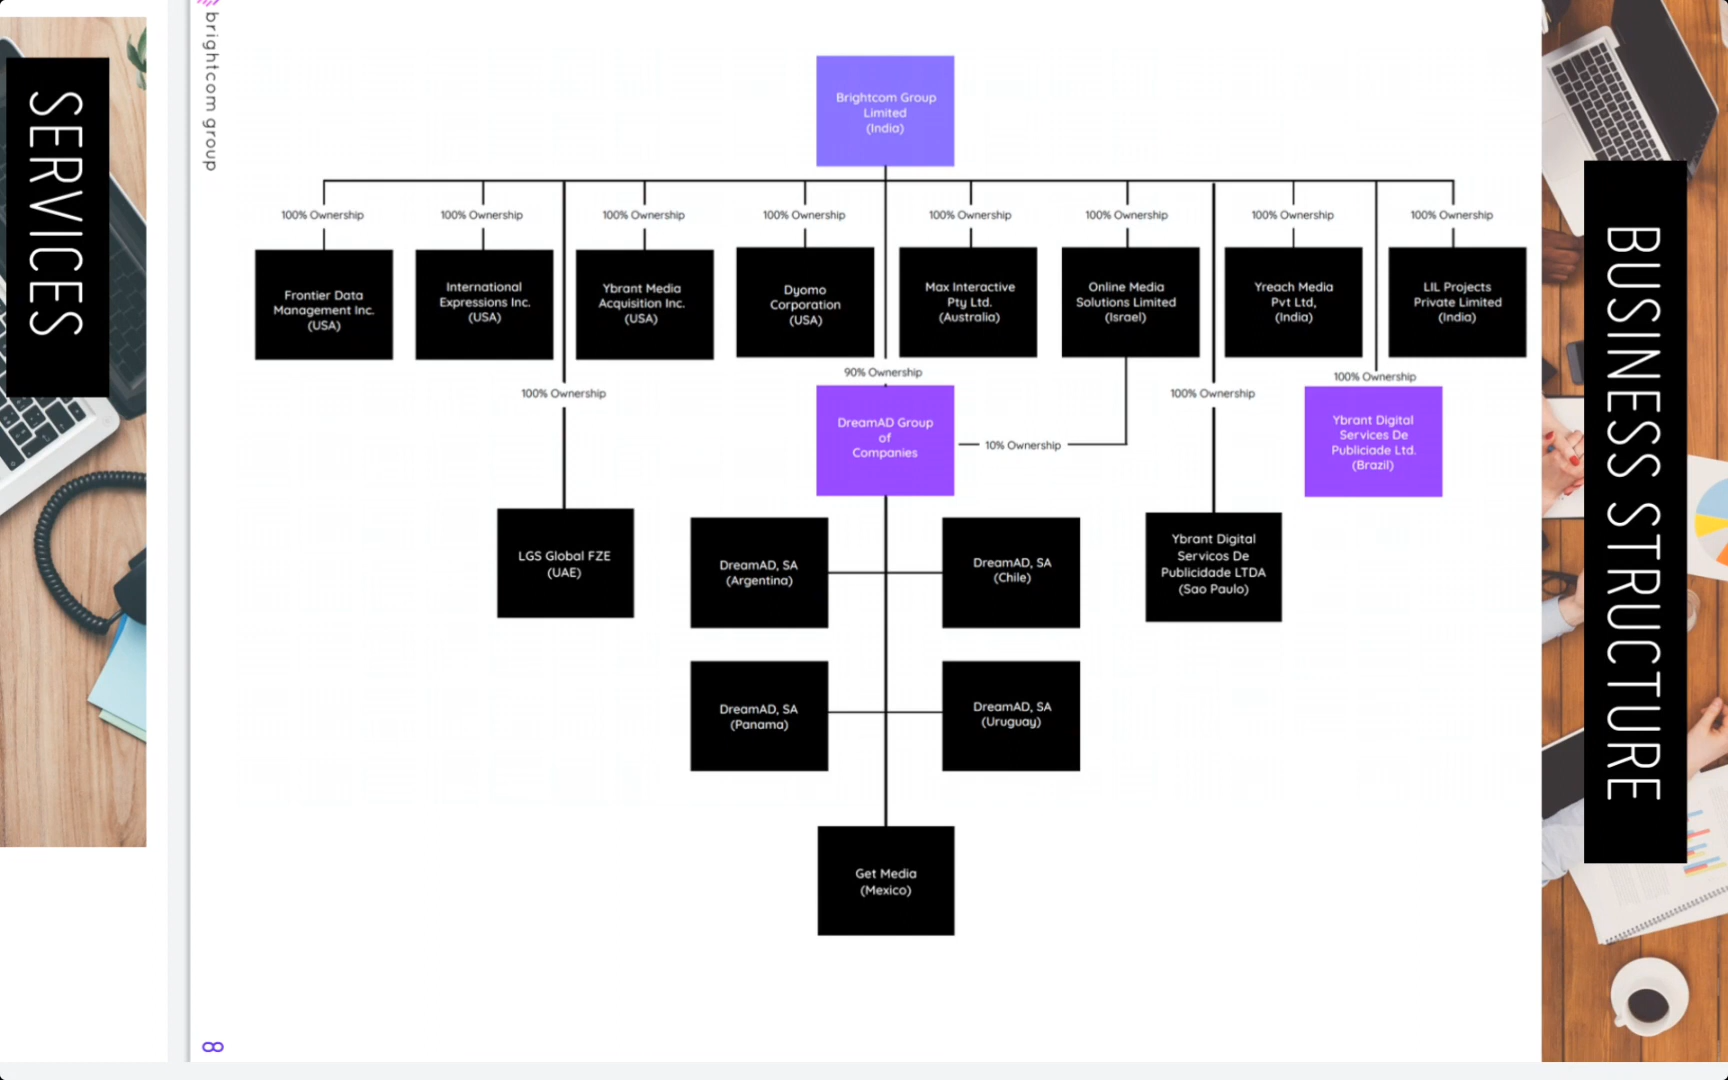 SERVICES
brightcom group
Brightcom Group
Limited
(India)
100% Ownership
100% Ownership
100% Ownership
100% Ownership
100% Ownership
100% Ownership
100% Ownership
100% Ownership
Frontier Data
Management Inc.
(USA)
International
Expressions Inc.
(USA)
Ybrant Media
Acquisition Inc.
(USA)
Dyomo
Corporation
(USA)
Max Interactive
Pty Ltd.
(Australia)
Online Media
Solutions Limited
(Israel)
Yreach Media
Pvt Ltd,
(India)
LIL Projects
Private Limited
(India)
100% Ownership
90% Ownership
100% Ownership
100% Ownership
DreamAD Group
of
Companies
10% Ownership
Ybrant Digital
Services De
Publiciade Ltd.
(Brazil)
LGS Global FZE
(UAE)
DreamAD, SA
(Argentina)
DreamAD, SA
(Chile)
Ybrant Digital
Servicos De
Publicidade LTDA
(Sao Paulo)
DreamAD, SA
(Panama)
DreamAD, SA
(Uruguay)
Get Media
(Mexico)
8
BUSINESS STRUCTURE